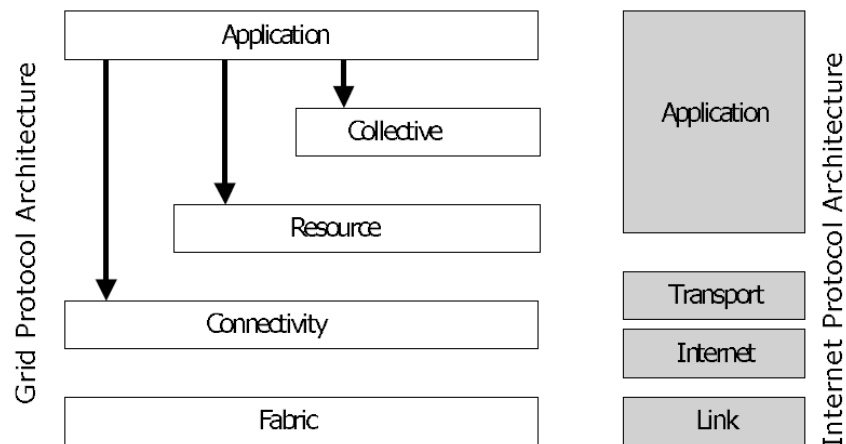 Grid Protocol Architecture
Application
Collective
Resource
Connectivity
Fabric
Application
Transport
Internet
Link
Internet Protocol Architecture